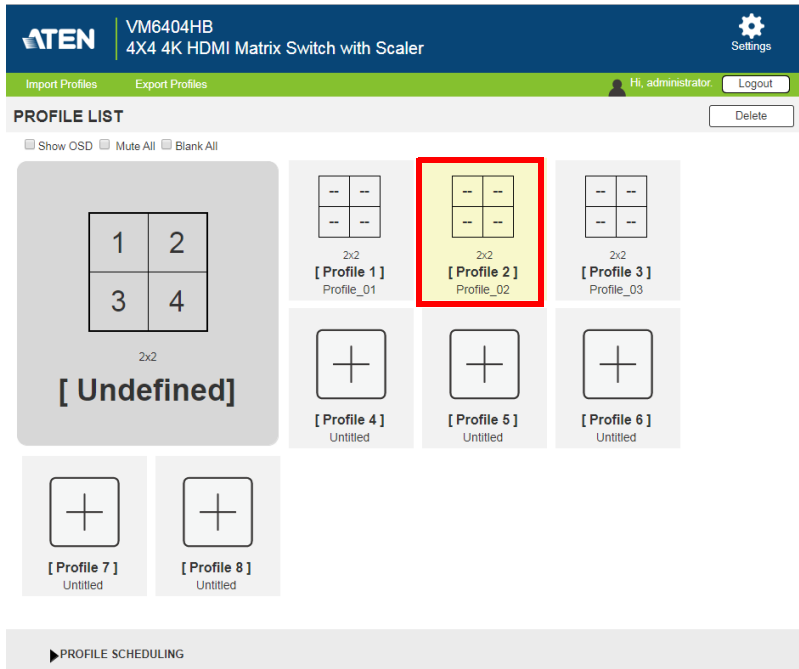 ATEN
VM6404HB
4X4 4K HDMI Matrix Switch with Scaler
Settings
Import Profiles Export Profiles Hi, administrator. Logout
PROFILE LIST Delete
Show OSD Mute All Blank All
1 2
3 4
2x2
[ Undefined]
-- --
-- --
2x2
[ Profile 1 ]
Profile_01
-- --
-- --
2x2
[ Profile 2 ]
Profile_02
-- --
-- --
2x2
[ Profile 3 ]
Profile_03
[ Profile 4 ]
Untitled
[ Profile 5 ]
Untitled
[ Profile 6 ]
Untitled
[ Profile 7 ]
Untitled
[ Profile 8 ]
Untitled
PROFILE SCHEDULING